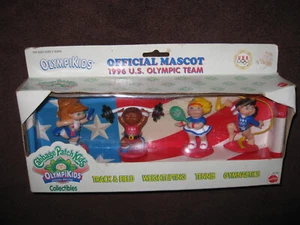 OLYMPIKIDS
OFFICIAL MASCOT
1996 U.S. OLYMPIC TEAM
Cabbage Patch Kids
OLYMPIKIDS
Collectibles
TRACK & FIELD
WEIGHTLIFTING
TENNIS
GYMNASTICS